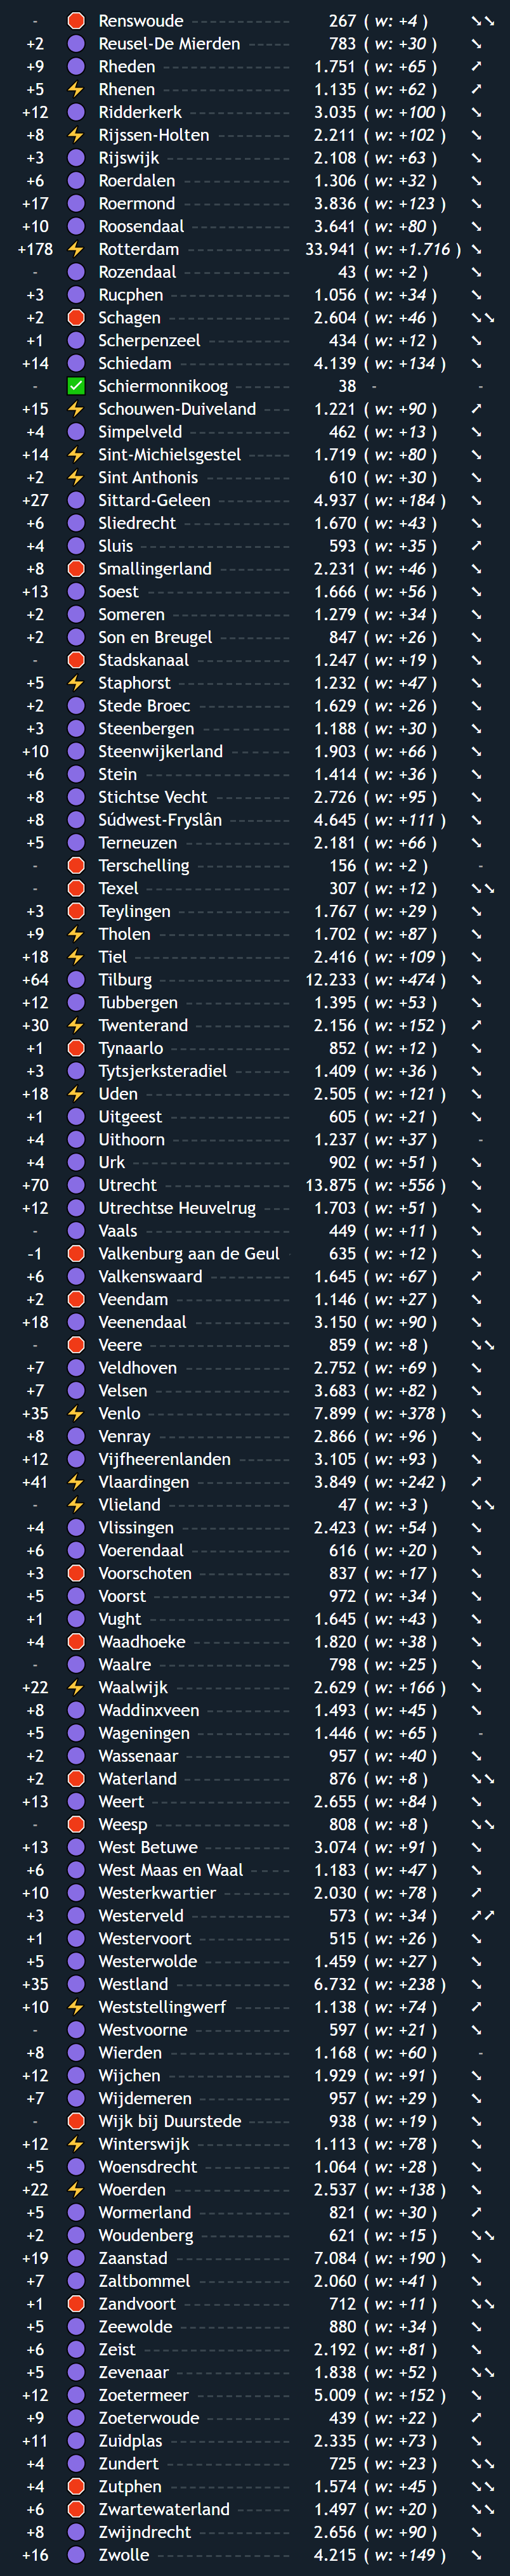 - Renswoude 267 ( w: +4 ) ↘↘
+2 Reusel-De Mierden 783 ( w: +30 ) ↘
+9 Rheden 1.751 ( w: +65 ) ↗
+5 ⚡ Rhenen 1.135 ( w: +62 ) ↗
+12 Ridderkerk 3.035 ( w: +100 ) ↘
+8 ⚡ Rijssen-Holten 2.211 ( w: +102 ) ↘
+3 Rijswijk 2.108 ( w: +63 ) ↘
+6 Roerdalen 1.306 ( w: +32 ) ↘
+17 Roermond 3.836 ( w: +123 ) ↘
+10 Roosendaal 3.641 ( w: +80 ) ↘
+178 ⚡ Rotterdam 33.941 ( w: +1.716 ) ↘
- Rozendaal 43 ( w: +2 ) ↘
+3 Rucphen 1.056 ( w: +34 ) ↘
+2 Schagen 2.604 ( w: +46 ) ↘↘
+1 Scherpenzeel 434 ( w: +12 ) ↘
+14 Schiedam 4.139 ( w: +134 ) ↘
- ✅ Schiermonnikoog 38 - -
+15 ⚡ Schouwen-Duiveland 1.221 ( w: +90 ) ↗
+4 Simpelveld 462 ( w: +13 ) ↘
+14 ⚡ Sint-Michielsgestel 1.719 ( w: +80 ) ↘
+2 ⚡ Sint Anthonis 610 ( w: +30 ) ↘
+27 Sittard-Geleen 4.937 ( w: +184 ) ↘
+6 Sliedrecht 1.670 ( w: +43 ) ↘
+4 Sluis 593 ( w: +35 ) ↗
+8 Smallingerland 2.231 ( w: +46 ) ↘
+13 Soest 1.666 ( w: +56 ) ↘
+2 Someren 1.279 ( w: +34 ) ↘
+2 Son en Breugel 847 ( w: +26 ) ↘
- Stadskanaal 1.247 ( w: +19 ) ↘
+5 ⚡ Staphorst 1.232 ( w: +47 ) ↘
+2 Stede Broec 1.629 ( w: +26 ) ↘
+3 Steenbergen 1.188 ( w: +30 ) ↘
+10 Steenwijkerland 1.903 ( w: +66 ) ↘
+6 Stein 1.414 ( w: +36 ) ↘
+8 Stichtse Vecht 2.726 ( w: +95 ) ↘
+8 Súdwest-Fryslân 4.645 ( w: +111 ) ↘
+5 Terneuzen 2.181 ( w: +66 ) ↘
- Terschelling 156 ( w: +2 ) -
- Texel 307 ( w: +12 ) ↘↘
+3 Teylingen 1.767 ( w: +29 ) ↘
+9 ⚡ Tholen 1.702 ( w: +87 ) ↘
+18 ⚡ Tiel 2.416 ( w: +109 ) ↘
+64 Tilburg 12.233 ( w: +474 ) ↘
+12 Tubbergen 1.395 ( w: +53 ) ↘
+30 ⚡ Twenterand 2.156 ( w: +152 ) ↗
+1 Tynaarlo 852 ( w: +12 ) ↘
+3 Tytsjerksteradiel 1.409 ( w: +36 ) ↘
+18 ⚡ Uden 2.505 ( w: +121 ) ↘
+1 Uitgeest 605 ( w: +21 ) ↘
+4 Uithoorn 1.237 ( w: +37 ) -
+4 Urk 902 ( w: +51 ) ↘
+70 Utrecht 13.875 ( w: +556 ) ↘
+12 Utrechtse Heuvelrug 1.703 ( w: +51 ) ↘
- Vaals 449 ( w: +11 ) ↘
-1 Valkenburg aan de Geul 635 ( w: +12 ) ↘
+6 Valkenswaard 1.645 ( w: +67 ) ↗
+2 Veendam 1.146 ( w: +27 ) ↘
+18 Veenendaal 3.150 ( w: +90 ) ↘
- Veere 859 ( w: +8 ) ↘↘
+7 Veldhoven 2.752 ( w: +69 ) ↘
+7 Velsen 3.683 ( w: +82 ) ↘
+35 ⚡ Venlo 7.899 ( w: +378 ) ↘
+8 Venray 2.866 ( w: +96 ) ↘
+12 Vijfheerenlanden 3.105 ( w: +93 ) ↘
+41 ⚡ Vlaardingen 3.849 ( w: +242 ) ↗
- ⚡ Vlieland 47 ( w: +3 ) ↘↘
+4 Vlissingen 2.423 ( w: +54 ) ↘
+6 Voerendaal 616 ( w: +20 ) ↘
+3 Voorschoten 837 ( w: +17 ) ↘
+5 Voorst 972 ( w: +34 ) ↘
+1 Vught 1.645 ( w: +43 ) ↘
+4 Waadhoeke 1.820 ( w: +38 ) ↘
- Waalre 798 ( w: +25 ) ↘
+22 ⚡ Waalwijk 2.629 ( w: +166 ) ↘
+8 Waddinxveen 1.493 ( w: +45 ) ↘
+5 Wageningen 1.446 ( w: +65 ) -
+2 Wassenaar 957 ( w: +40 ) ↘
+2 Waterland 876 ( w: +8 ) ↘↘
+13 Weert 2.655 ( w: +84 ) ↘
- Weesp 808 ( w: +8 ) ↘↘
+13 West Betuwe 3.074 ( w: +91 ) ↘
+6 West Maas en Waal 1.183 ( w: +47 ) ↘
+10 Westerkwartier 2.030 ( w: +78 ) ↗
+3 Westerveld 573 ( w: +34 ) ↗↗
+1 Westervoort 515 ( w: +26 ) ↘
+5 Westerwolde 1.459 ( w: +27 ) ↘
+35 Westland 6.732 ( w: +238 ) ↘
+10 ⚡ Weststellingwerf 1.138 ( w: +74 ) ↗
- Westvoorne 597 ( w: +21 ) ↘
+8 Wierden 1.168 ( w: +60 ) -
+12 Wijchen 1.929 ( w: +91 ) ↘
+7 Wijdemeren 957 ( w: +29 ) ↘
- Wijk bij Duurstede 938 ( w: +19 ) ↘
+12 ⚡ Winterswijk 1.113 ( w: +78 ) ↘
+5 Woensdrecht 1.064 ( w: +28 ) ↘
+22 ⚡ Woerden 2.537 ( w: +138 ) ↘
+5 Wormerland 821 ( w: +30 ) ↗
+2 Woudenberg 621 ( w: +15 ) ↘↘
+19 Zaanstad 7.084 ( w: +190 ) ↘
+7 Zaltbommel 2.060 ( w: +41 ) ↘
+1 Zandvoort 712 ( w: +11 ) ↘↘
+5 Zeewolde 880 ( w: +34 ) ↘
+6 Zeist 2.192 ( w: +81 ) ↘
+5 Zevenaar 1.838 ( w: +52 ) ↘↘
+12 Zoetermeer 5.009 ( w: +152 ) ↘
+9 Zoeterwoude 439 ( w: +22 ) ↗
+11 Zuidplas 2.335 ( w: +73 ) ↘
+4 Zundert 725 ( w: +23 ) ↘↘
+4 Zutphen 1.574 ( w: +45 ) ↘↘
+6 Zwartewaterland 1.497 ( w: +20 ) ↘↘
+8 Zwijndrecht 2.656 ( w: +90 ) ↘
+16 Zwolle 4.215 ( w: +149 ) ↘